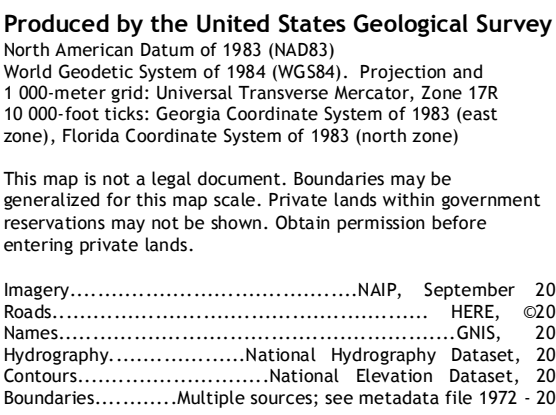 Produced by the United States Geological Survey
North American Datum of 1983 (NAD83)
World Geodetic System of 1984 (WGS84). Projection and
1 000-meter grid: Universal Transverse Mercator, Zone 17R
10 000-foot ticks: Georgia Coordinate System of 1983 (east
zone), Florida Coordinate System of 1983 (north zone)
This map is not a legal document. Boundaries may be
generalized for this map scale. Private lands within government
reservations may not be shown. Obtain permission before
entering private lands.
Imagery.....................................NAIP, September 20
Roads................................................ HERE, ©20
Names...................................................GNIS, 20
Hydrography.....................National Hydrography Dataset, 20
Contours.........................National Elevation Dataset, 20
Boundaries...........Multiple sources; see metadata file 1972 - 20